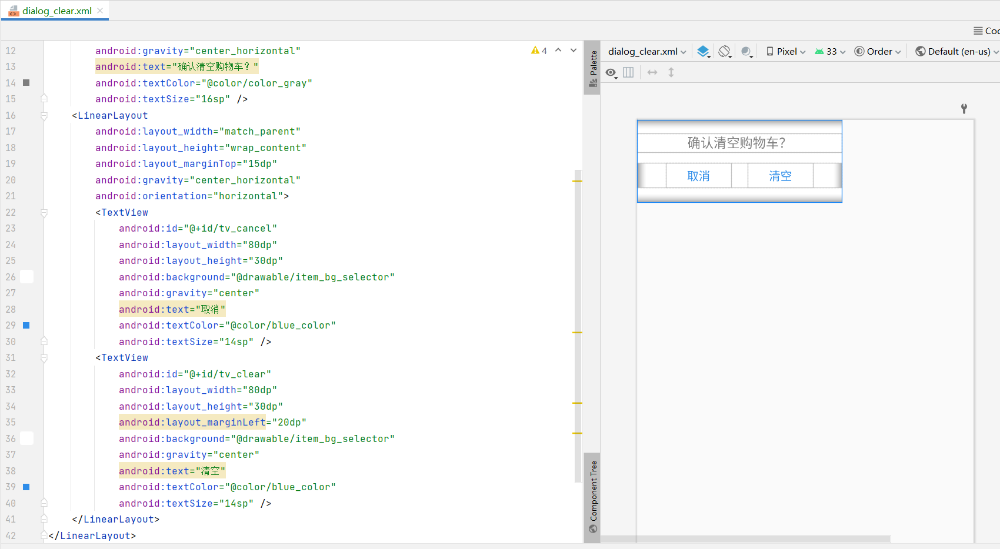 dialog_clear.xml
Coc
12 android:gravity="center_horizontal"
4
13 android:text="确认清空购物车？"
14 android:textColor="@color/color_gray"
15 android:textSize="16sp" />
16 <LinearLayout
17 android:layout_width="match_parent"
18 android:layout_height="wrap_content"
19 android:layout_marginTop="15dp"
20 android:gravity="center_horizontal"
21 android:orientation="horizontal">
22 <TextView
23 android:id="@+id/tv_cancel"
24 android:layout_width="80dp"
25 android:layout_height="30dp"
26 android:background="@drawable/item_bg_selector"
27 android:gravity="center"
28 android:text="取消"
29 android:textColor="@color/blue_color"
30 android:textSize="14sp" />
31 <TextView
32 android:id="@+id/tv_clear"
33 android:layout_width="80dp"
34 android:layout_height="30dp"
35 android:layout_marginLeft="20dp"
36 android:background="@drawable/item_bg_selector"
37 android:gravity="center"
38 android:text="清空"
39 android:textColor="@color/blue_color"
40 android:textSize="14sp" />
41 </LinearLayout>
42 </LinearLayout>
Palette
Component Tree
dialog_clear.xml Pixel 33 Order Default (en-us)
确认清空购物车?
取消 清空